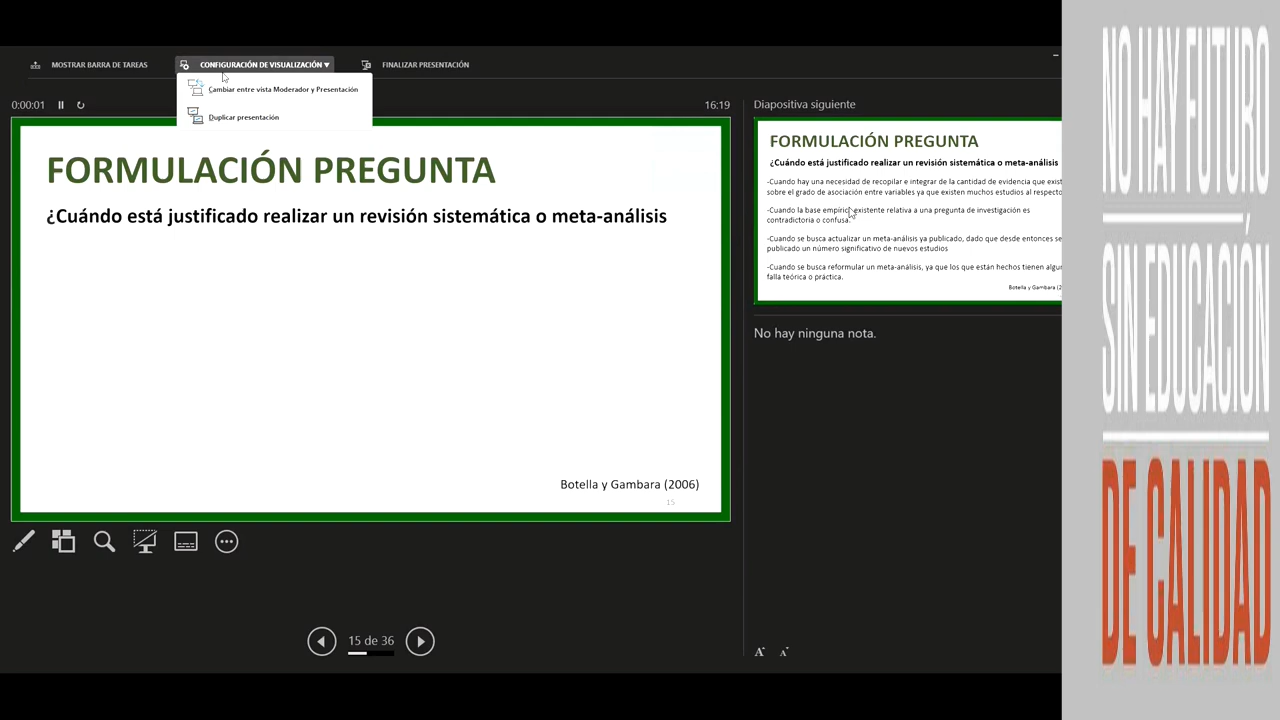 MOSTRAR BARRA DE TAREAS
CONFIGURACIÓN DE VISUALIZACIÓN ▾
FINALIZAR PRESENTACIÓN
Cambiar entre vista Moderador y Presentación
Duplicar presentación
0:00:01
16:19
FORMULACIÓN PREGUNTA
¿Cuándo está justificado realizar un revisión sistemática o meta-análisis
Botella y Gambara (2006)
15
15 de 36
Diapositiva siguiente
FORMULACIÓN PREGUNTA
¿Cuándo está justificado realizar un revisión sistemática o meta-análisis
-Cuando hay una necesidad de recopilar e integrar de la cantidad de evidencia que exist
sobre el grado de asociación entre variables ya que existen muchos estudios al respecto
-Cuando la base empírica existente relativa a una pregunta de investigación es
contradictoria o confusa.
-Cuando se busca actualizar un meta-análisis ya publicado, dado que desde entonces se
publicado un número significativo de nuevos estudios
-Cuando se busca reformular un meta-análisis, ya que los que están hechos tienen algun
falla teórica o práctica.
Botella y Gambara (2
No hay ninguna nota.
NO HAY FUTURO
SIN EDUCACIÓN
DE CALIDAD